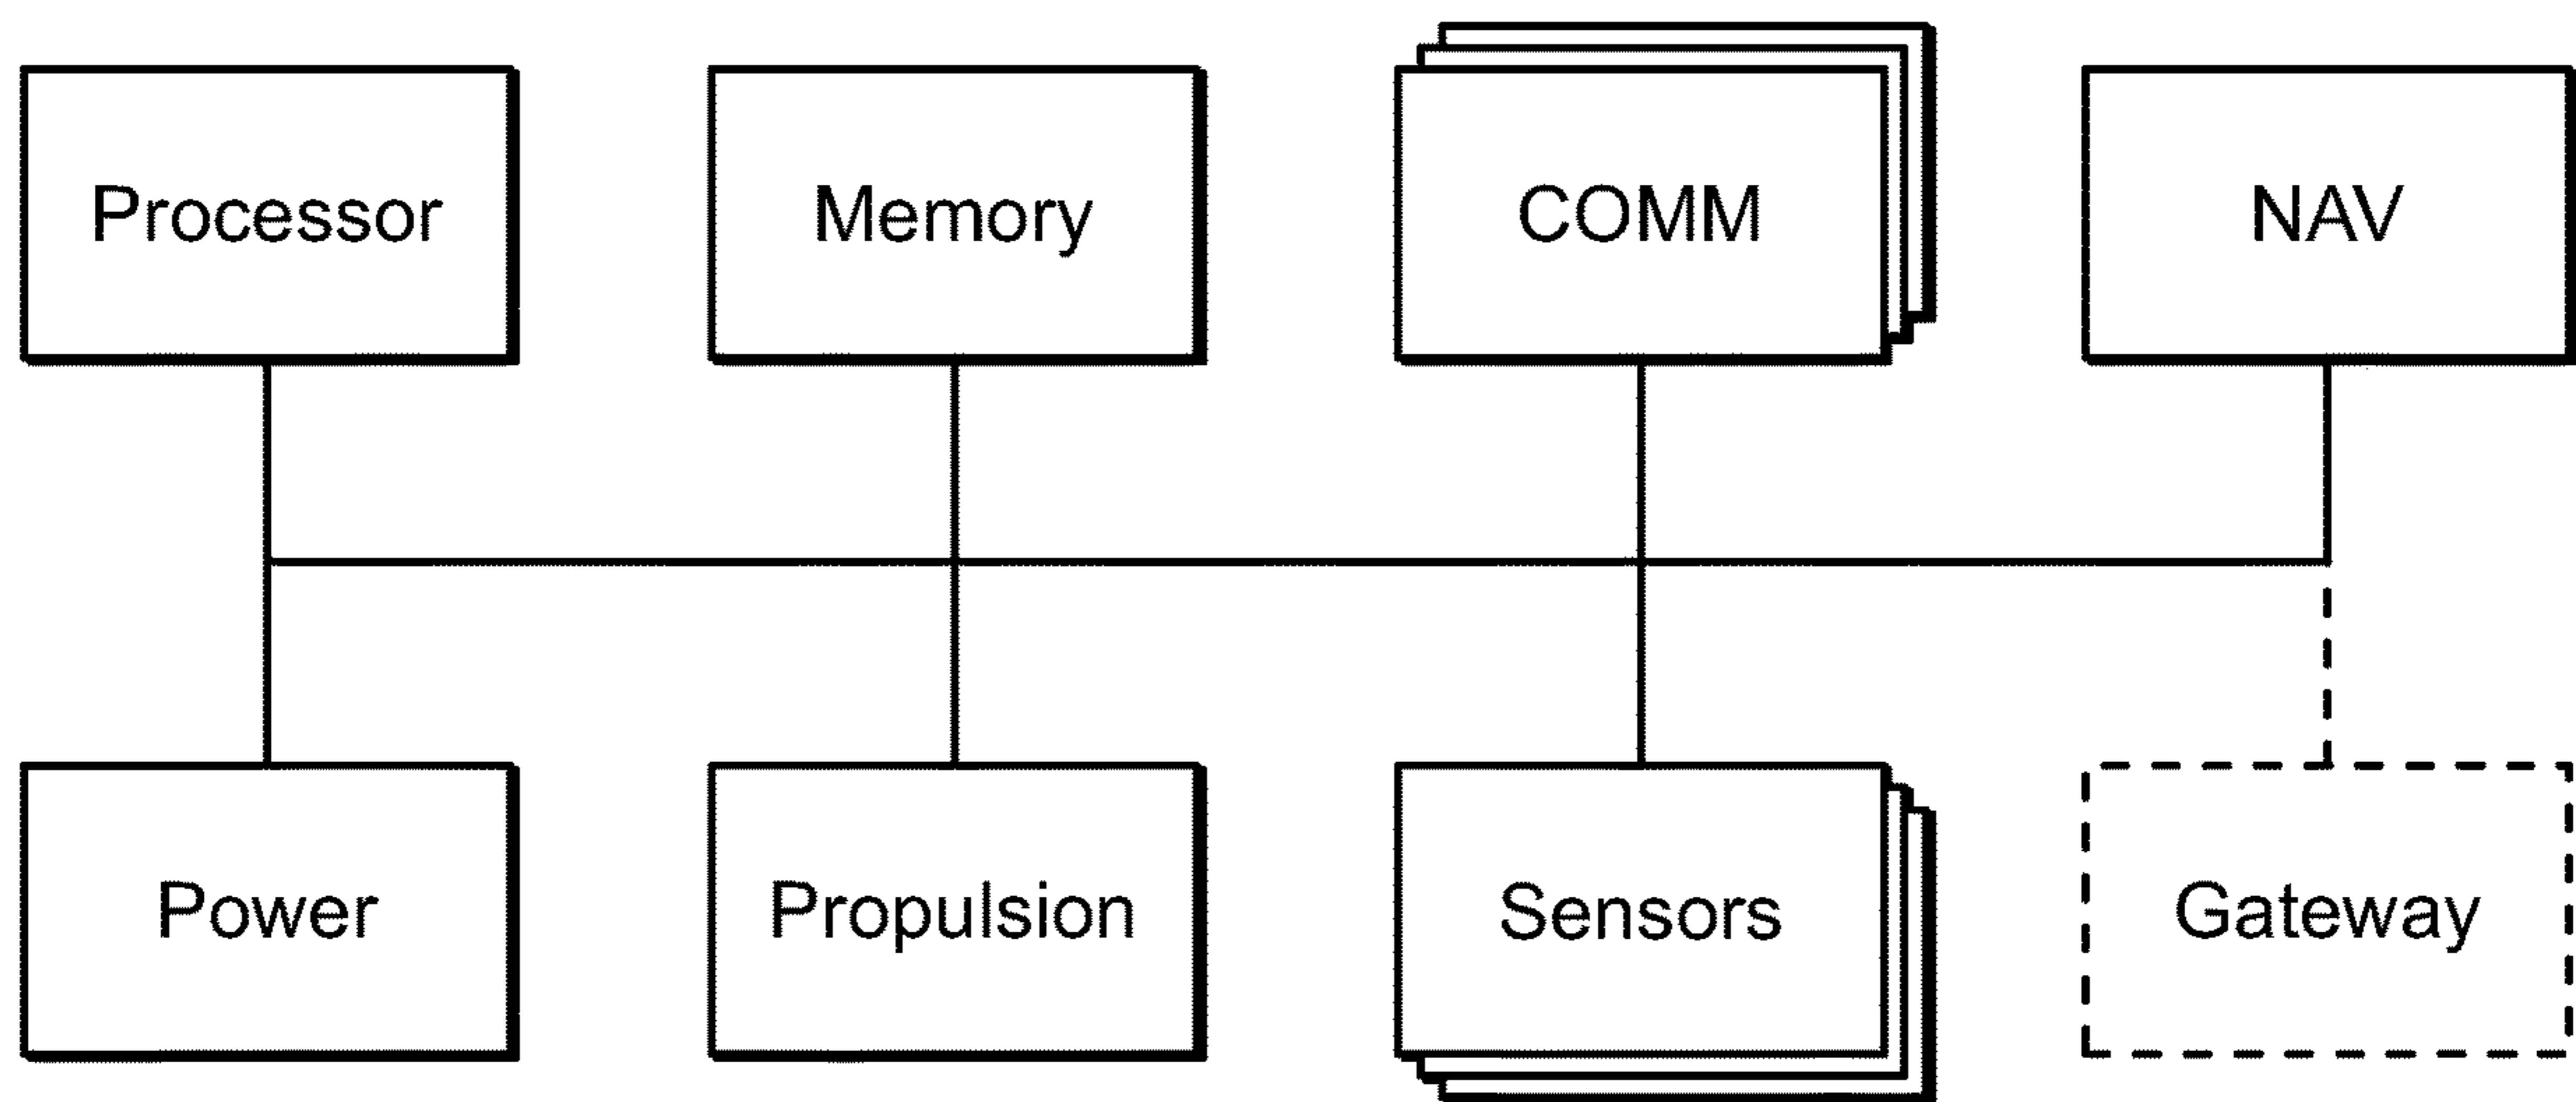 Processor
Memory
COMM
NAV
Power
Propulsion
Sensors
Gateway